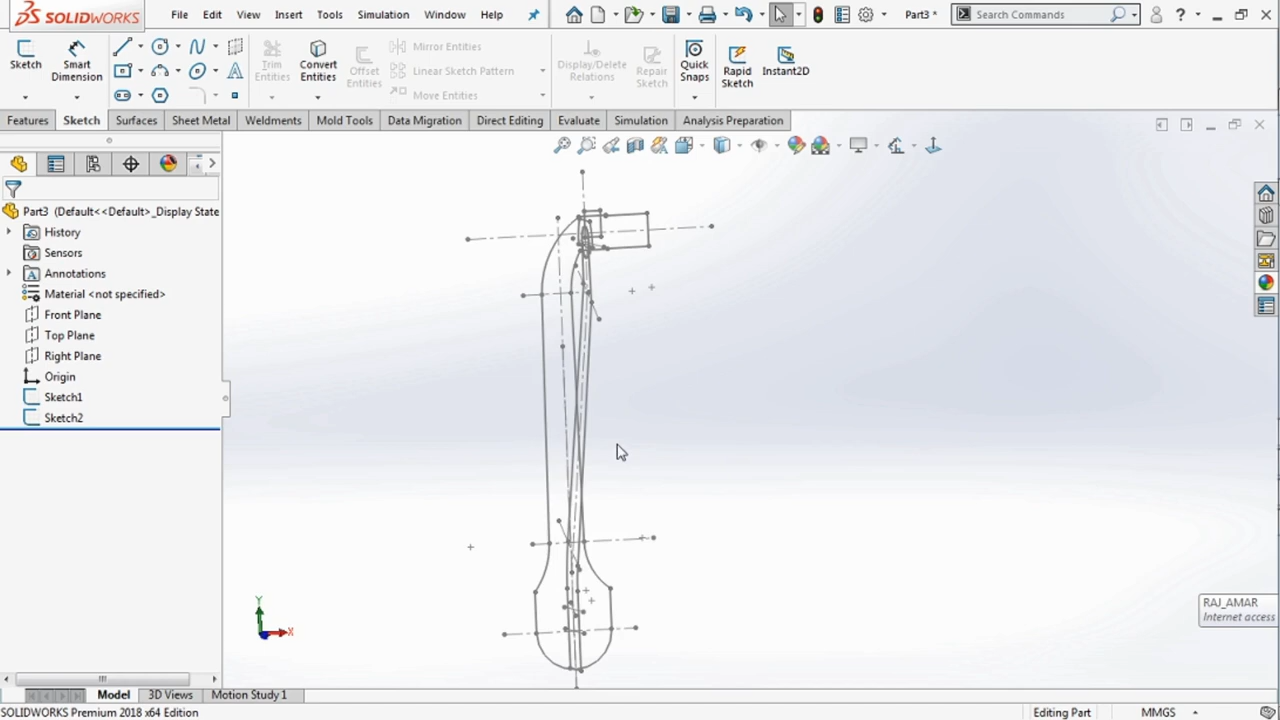 SOLIDWORKS File Edit View Insert Tools Simulation Window Help Part3 * Search Commands ?
Sketch Smart Dimension Trim Entities Convert Entities Offset Entities Mirror Entities Linear Sketch Pattern Move Entities Display/Delete Relations Repair Sketch Quick Snaps Rapid Sketch Instant2D
Features Sketch Surfaces Sheet Metal Weldments Mold Tools Data Migration Direct Editing Evaluate Simulation Analysis Preparation
Part3 (Default<<Default>_Display State
History
Sensors
Annotations
Material <not specified>
Front Plane
Top Plane
Right Plane
Origin
Sketch1
Sketch2
Y
X
RAJ_AMAR
Internet access
Model 3D Views Motion Study 1
SOLIDWORKS Premium 2018 x64 Edition Editing Part MMGS